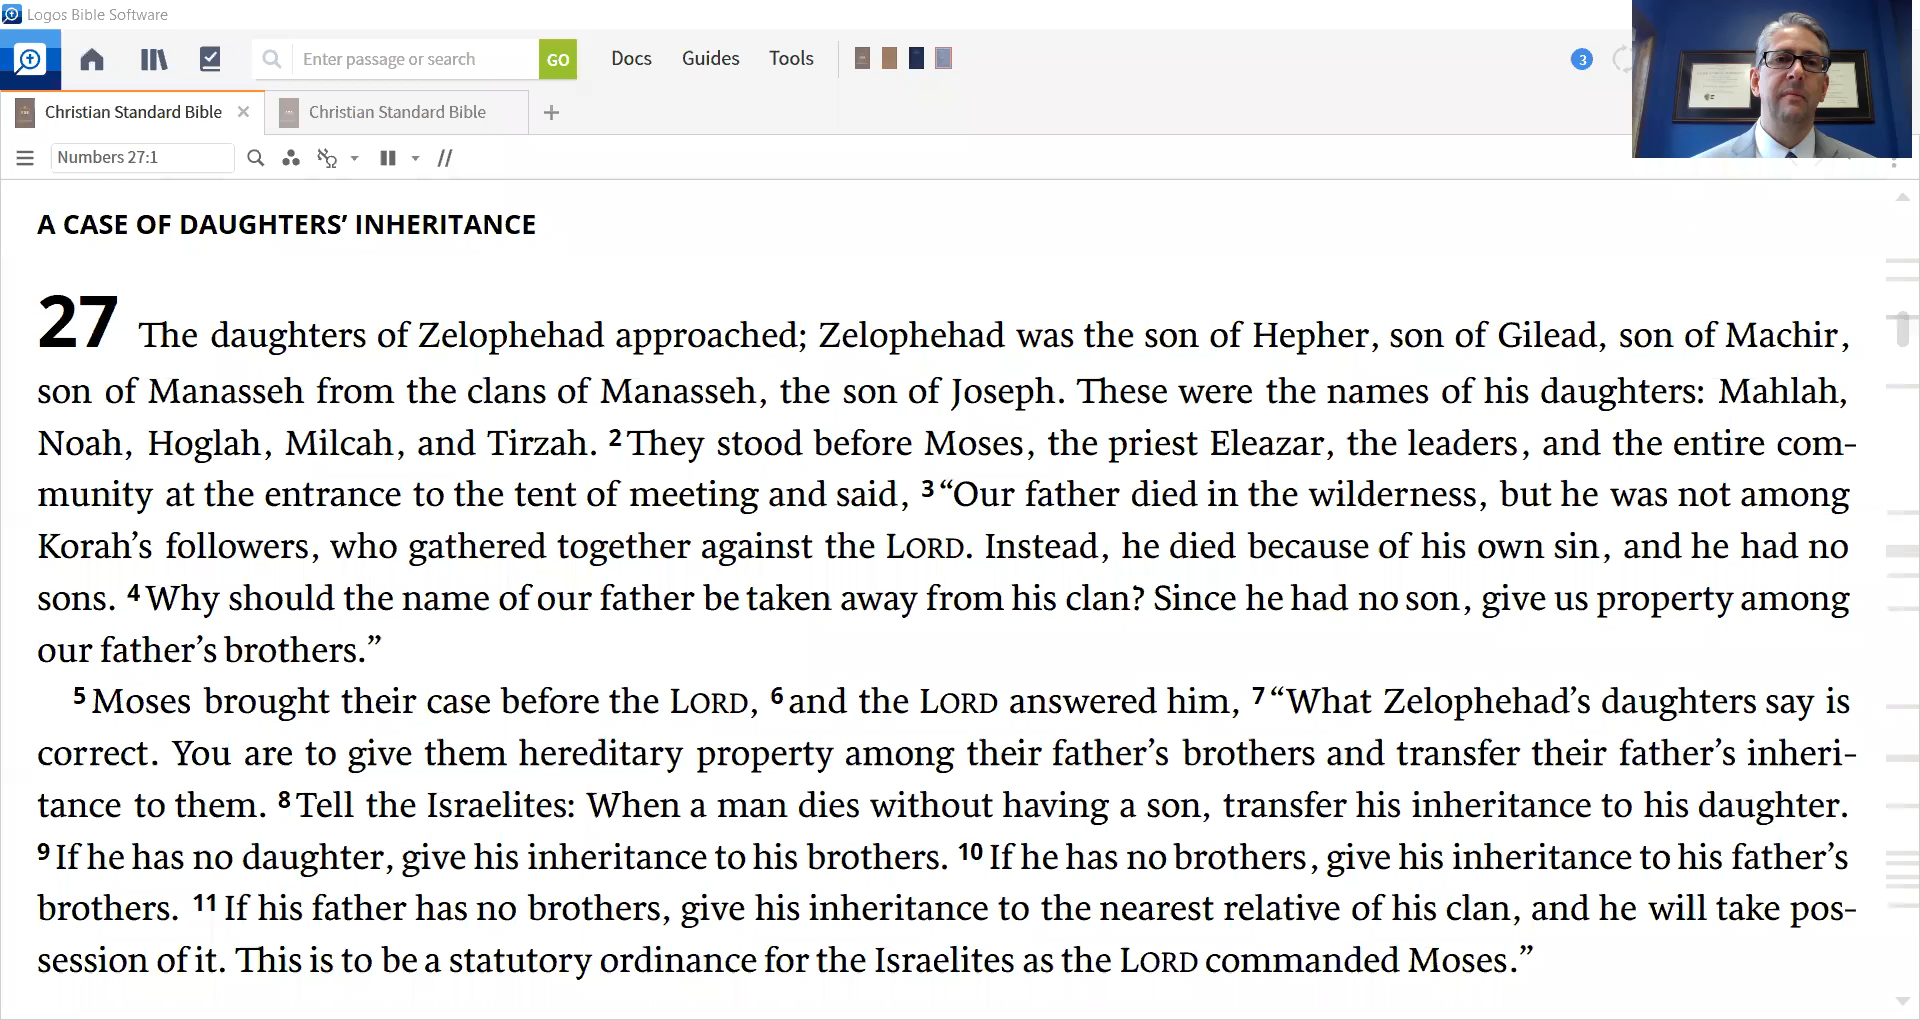 Logos Bible Software
Enter passage or search
GO
Docs
Guides
Tools
3
Christian Standard Bible
Christian Standard Bible
Numbers 27:1
A CASE OF DAUGHTERS’ INHERITANCE
27 The daughters of Zelophehad approached; Zelophehad was the son of Hepher, son of Gilead, son of Machir,
son of Manasseh from the clans of Manasseh, the son of Joseph. These were the names of his daughters: Mahlah,
Noah, Hoglah, Milcah, and Tirzah. 2 They stood before Moses, the priest Eleazar, the leaders, and the entire com-
munity at the entrance to the tent of meeting and said, 3 “Our father died in the wilderness, but he was not among
Korah’s followers, who gathered together against the LORD. Instead, he died because of his own sin, and he had no
sons. 4 Why should the name of our father be taken away from his clan? Since he had no son, give us property among
our father’s brothers.”
5 Moses brought their case before the LORD, 6 and the LORD answered him, 7 “What Zelophehad’s daughters say is
correct. You are to give them hereditary property among their father’s brothers and transfer their father’s inheri-
tance to them. 8 Tell the Israelites: When a man dies without having a son, transfer his inheritance to his daughter.
9 If he has no daughter, give his inheritance to his brothers. 10 If he has no brothers, give his inheritance to his father’s
brothers. 11 If his father has no brothers, give his inheritance to the nearest relative of his clan, and he will take pos-
session of it. This is to be a statutory ordinance for the Israelites as the LORD commanded Moses.”